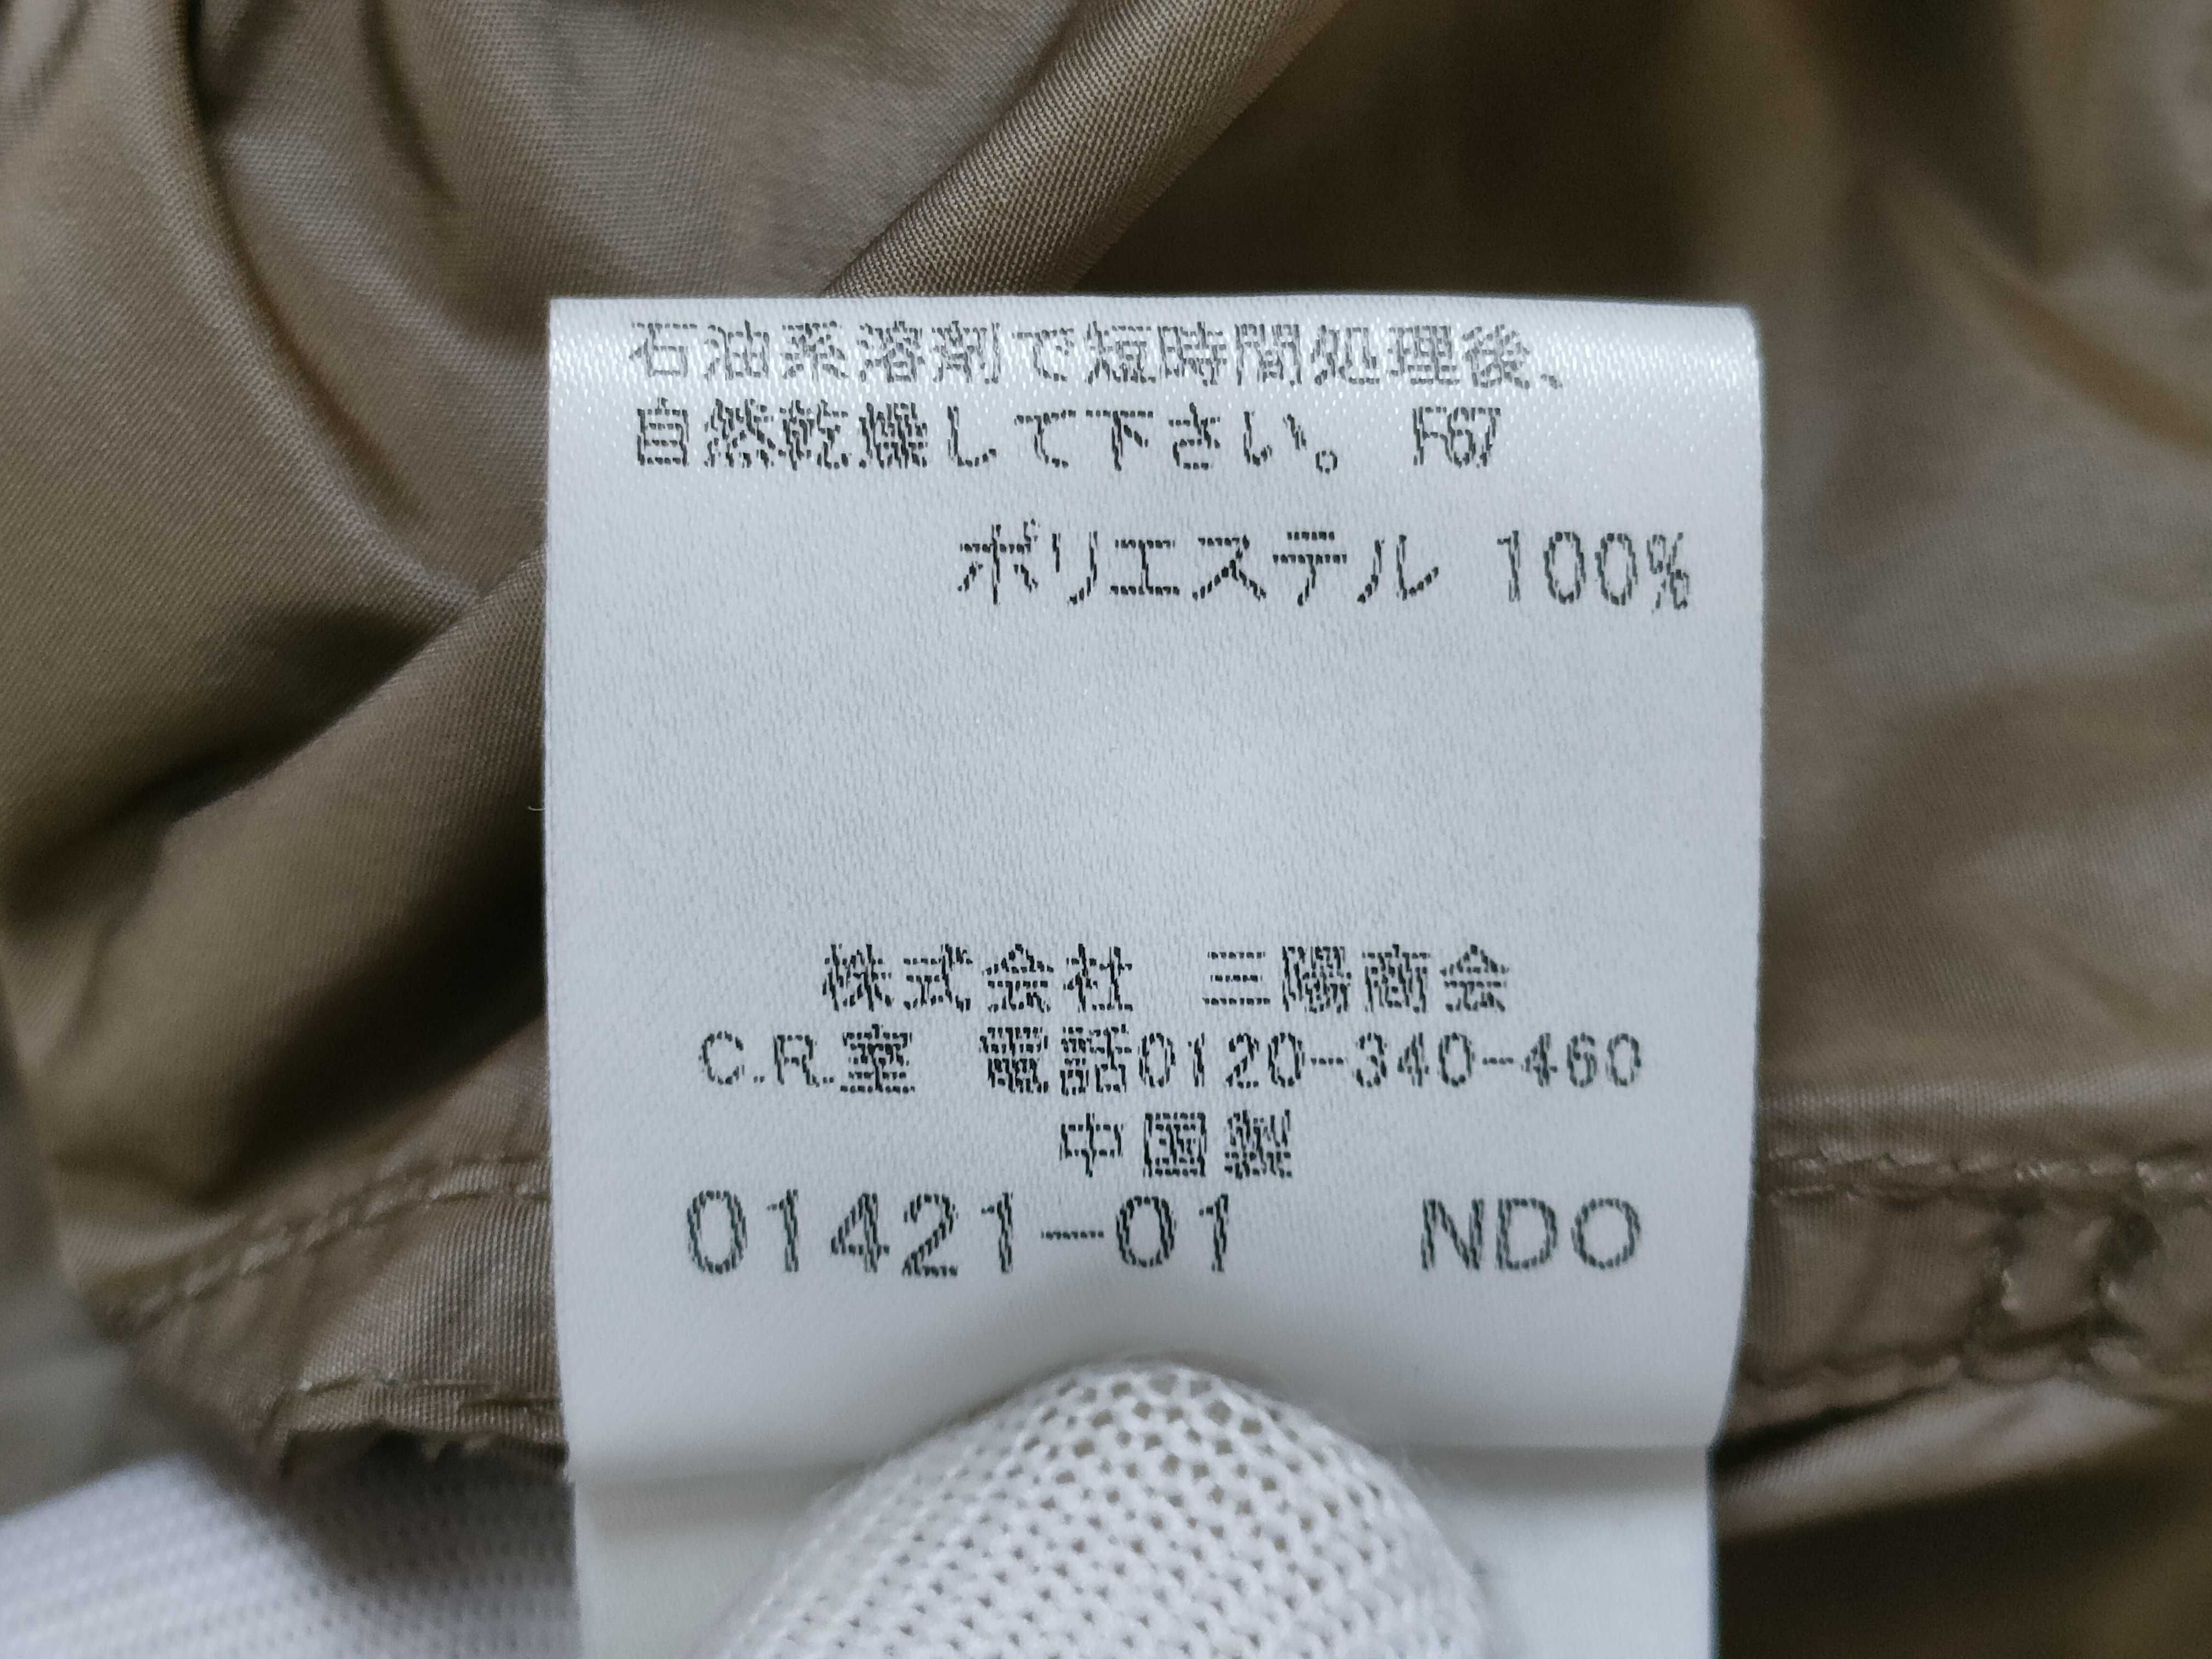 石油系溶剤で短時間処理後、
自然乾燥して下さい。 F67
ポリエステル 100%
株式会社 三陽商会
C.R.室 電話0120-340-460
中国製
01421-01 NDO